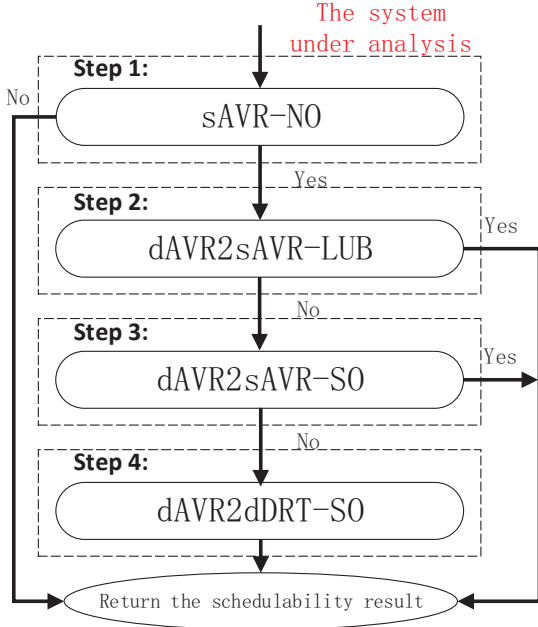 The system
under analysis
Step 1:
No
sAVR-NO
Yes
Step 2:
Yes
dAVR2sAVR-LUB
No
Step 3:
Yes
dAVR2sAVR-SO
No
Step 4:
dAVR2dDRT-SO
Return the schedulability result